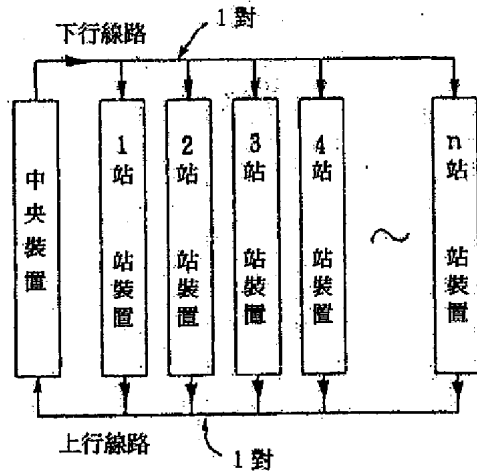 1對
下行線路
中央裝置
1站 站裝置
2站 站裝置
3站 站裝置
4站 站裝置
～
n站 站裝置
上行線路
1對